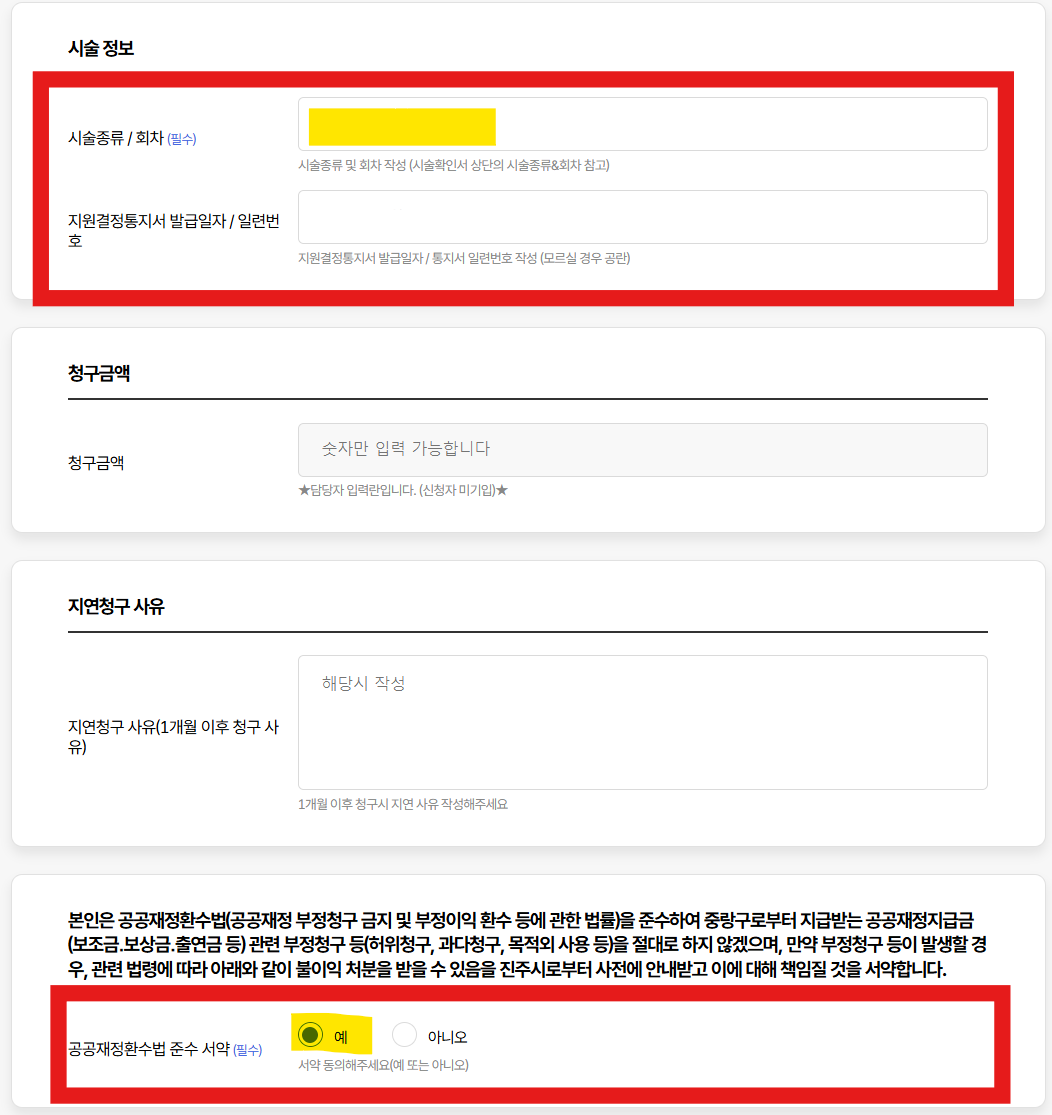 시술 정보
시술종류 / 회차 (필수)
시술종류 및 회차 작성 (시술확인서 상단의 시술종류&회차 참고)
지원결정통지서 발급일자 / 일련번
호
지원결정통지서 발급일자 / 통지서 일련번호 작성 (모르실 경우 공란)
청구금액
청구금액
숫자만 입력 가능합니다
★담당자 입력란입니다. (신청자 미기입)★
지연청구 사유
지연청구 사유(1개월 이후 청구 사
유)
해당시 작성
1개월 이후 청구시 지연 사유 작성해주세요
본인은 공공재정환수법(공공재정 부정청구 금지 및 부정이익 환수 등에 관한 법률)을 준수하여 중랑구로부터 지급받는 공공재정지급금
(보조금.보상금.출연금 등) 관련 부정청구 등(허위청구, 과다청구, 목적외 사용 등)을 절대로 하지 않겠으며, 만약 부정청구 등이 발생할 경
우, 관련 법령에 따라 아래와 같이 불이익 처분을 받을 수 있음을 진주시로부터 사전에 안내받고 이에 대해 책임질 것을 서약합니다.
공공재정환수법 준수 서약 (필수)
예 아니오
서약 동의해주세요(예 또는 아니오)